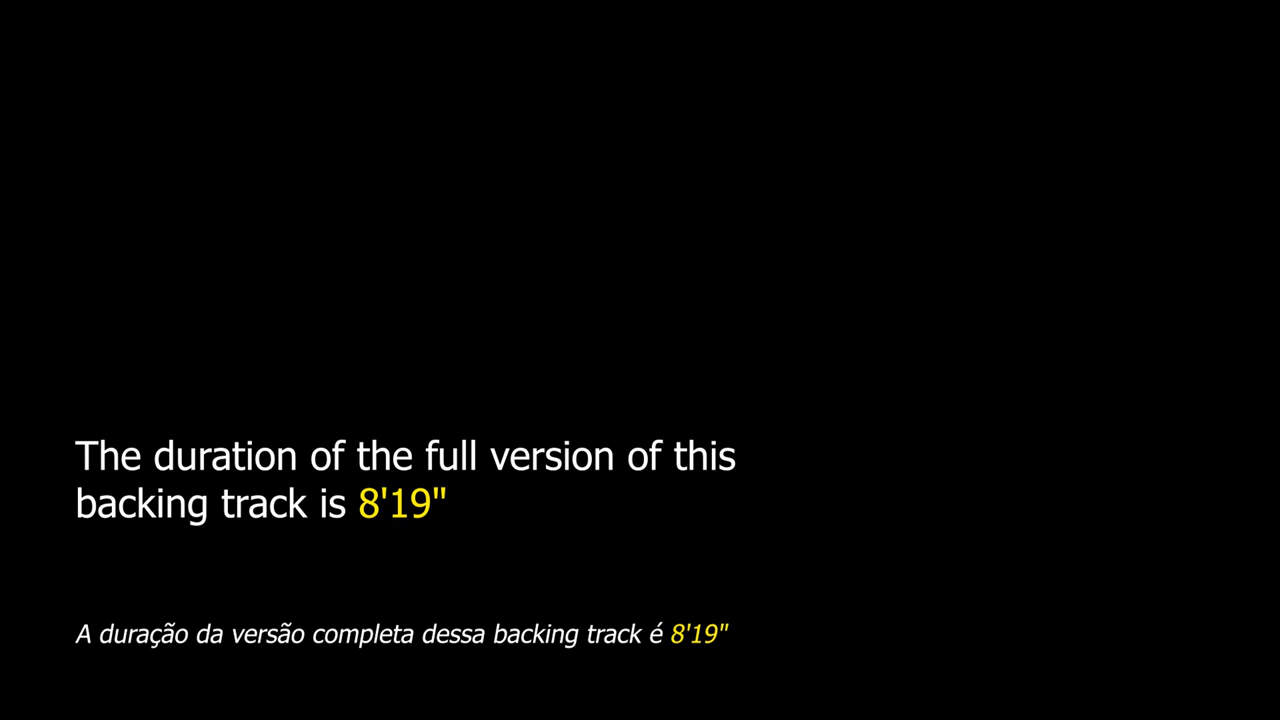 The duration of the full version of this
backing track is 8'19"
A duração da versão completa dessa backing track é 8'19"